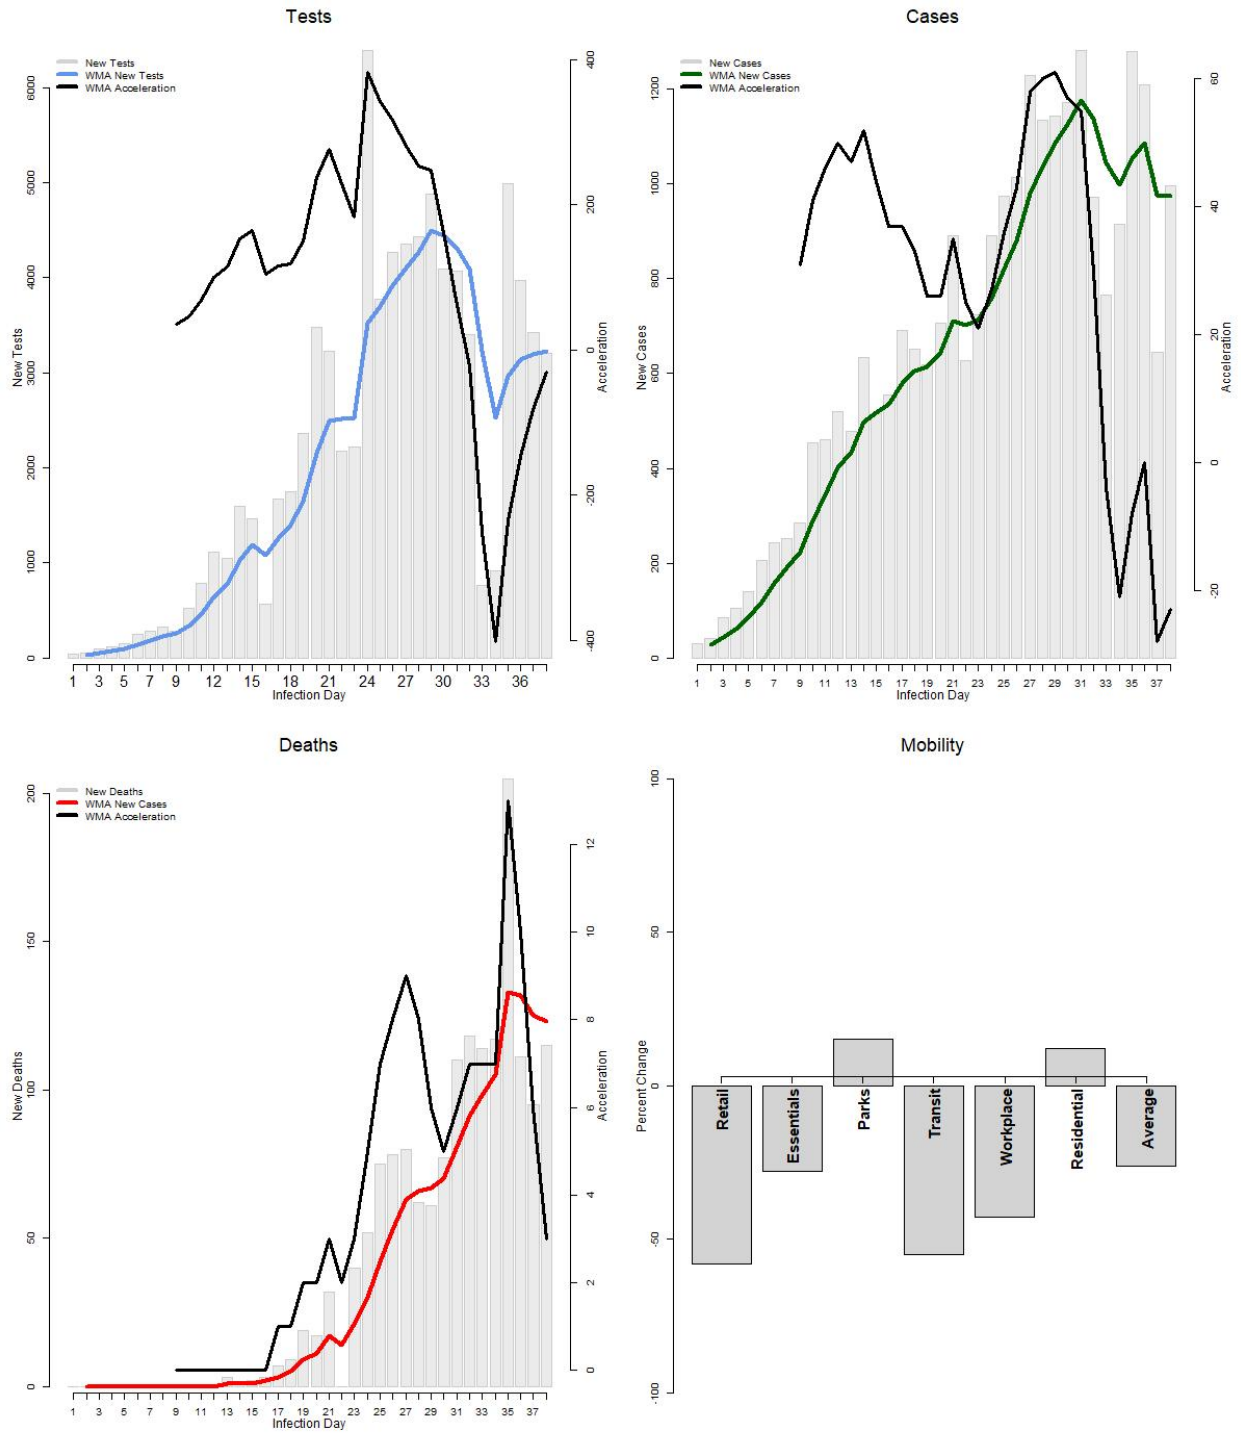 Tests
New Tests
WMA New Tests
WMA Acceleration
New Tests
0 1000 2000 3000 4000 5000 6000
Acceleration
-400 -200 0 200 400
1 3 5 7 9 12 15 18 21 24 27 30 33 36
Infection Day
Cases
New Cases
WMA New Cases
WMA Acceleration
New Cases
0 200 400 600 800 1000 1200
Acceleration
-20 0 20 40 60
1 3 5 7 9 11 13 15 17 19 21 23 25 27 29 31 33 35 37
Infection Day
Deaths
New Deaths
WMA New Cases
WMA Acceleration
New Deaths
0 50 100 150 200
Acceleration
0 2 4 6 8 10 12
1 3 5 7 9 11 13 15 17 19 21 23 25 27 29 31 33 35 37
Infection Day
Mobility
Percent Change
-100 -50 0 50 100
Retail
Essentials
Parks
Transit
Workplace
Residential
Average